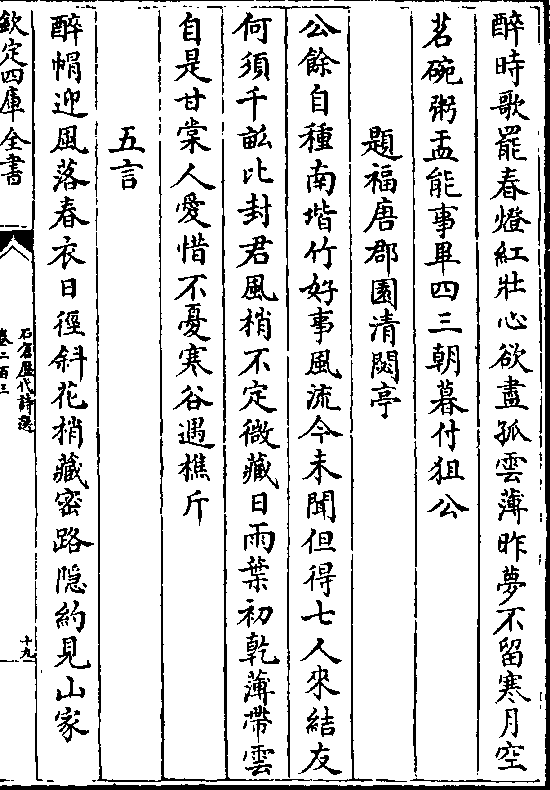 醉時歌罷春燈紅壯心欲盡孤雲薄昨夢不留寒月空
茗碗粥盂能事畢四三朝暮付狙公
題福唐郡園清閟亭
公餘自種南堦竹好事風流今未聞但得七人來結友
何須千畝比封君風梢不定微藏日雨葉初乾薄帶雲
自是甘棠人愛惜不憂寒谷遇樵斤
五言
醉帽迎風落春衣日徑斜花梢藏密路隠約見山家
欽定四庫全書
石倉歴代詩選
卷二百三
十九